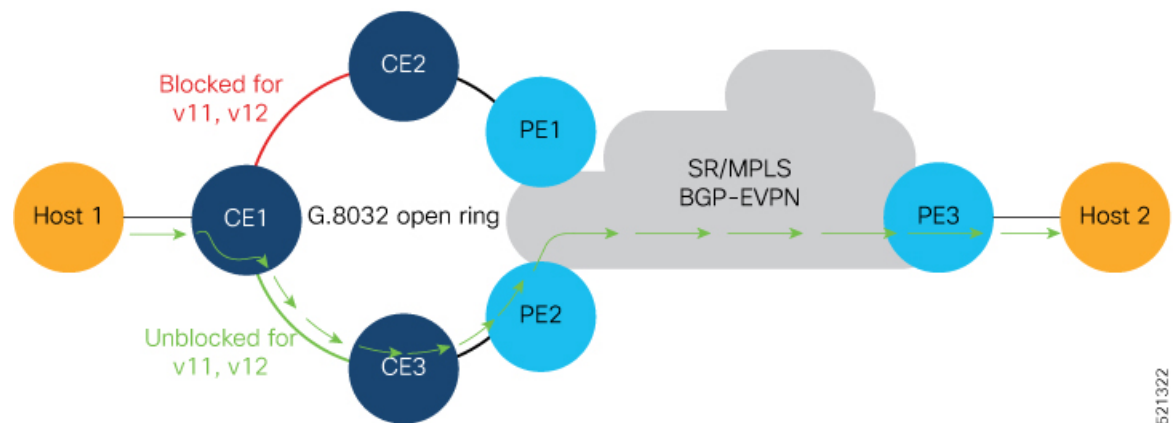 CE2
Blocked for
v11, v12
PE1
SR/MPLS
BGP-EVPN
Host 1
CE1
G.8032 open ring
PE3
Host 2
PE2
Unblocked for
v11, v12
CE3
521322